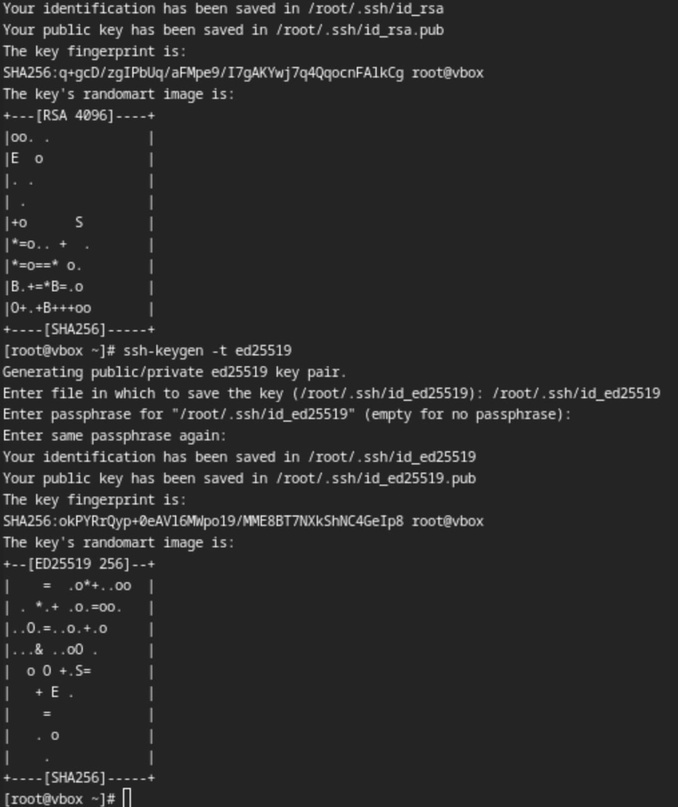 Your identification has been saved in /root/.ssh/id_rsa
Your public key has been saved in /root/.ssh/id_rsa.pub
The key fingerprint is:
SHA256:q+gcD/zgIPbUq/aFMpe9/I7gAKYwj7q4QqocnFAlkCg root@vbox
The key's randomart image is:
+---[RSA 4096]----+
|oo. .            |
|E  o             |
|. .              |
| .               |
|+o      S        |
|*=o.. +  .       |
|*=o==* o.        |
|B.+=*B=.o        |
|O+.+B+++oo       |
+----[SHA256]-----+
[root@vbox ~]# ssh-keygen -t ed25519
Generating public/private ed25519 key pair.
Enter file in which to save the key (/root/.ssh/id_ed25519): /root/.ssh/id_ed25519
Enter passphrase for "/root/.ssh/id_ed25519" (empty for no passphrase):
Enter same passphrase again:
Your identification has been saved in /root/.ssh/id_ed25519
Your public key has been saved in /root/.ssh/id_ed25519.pub
The key fingerprint is:
SHA256:okPYRrQyp+0eAVl6MWpo19/MME8BT7NXkShNC4GeIp8 root@vbox
The key's randomart image is:
+--[ED25519 256]--+
|    =  .o*+..oo  |
| . *.+ .o.=oo.   |
|..O.=..o.+.o     |
|...& ..oO .      |
|  o O +.S=       |
|   + E .         |
|    =            |
|   . o           |
|    .            |
+----[SHA256]-----+
[root@vbox ~]#